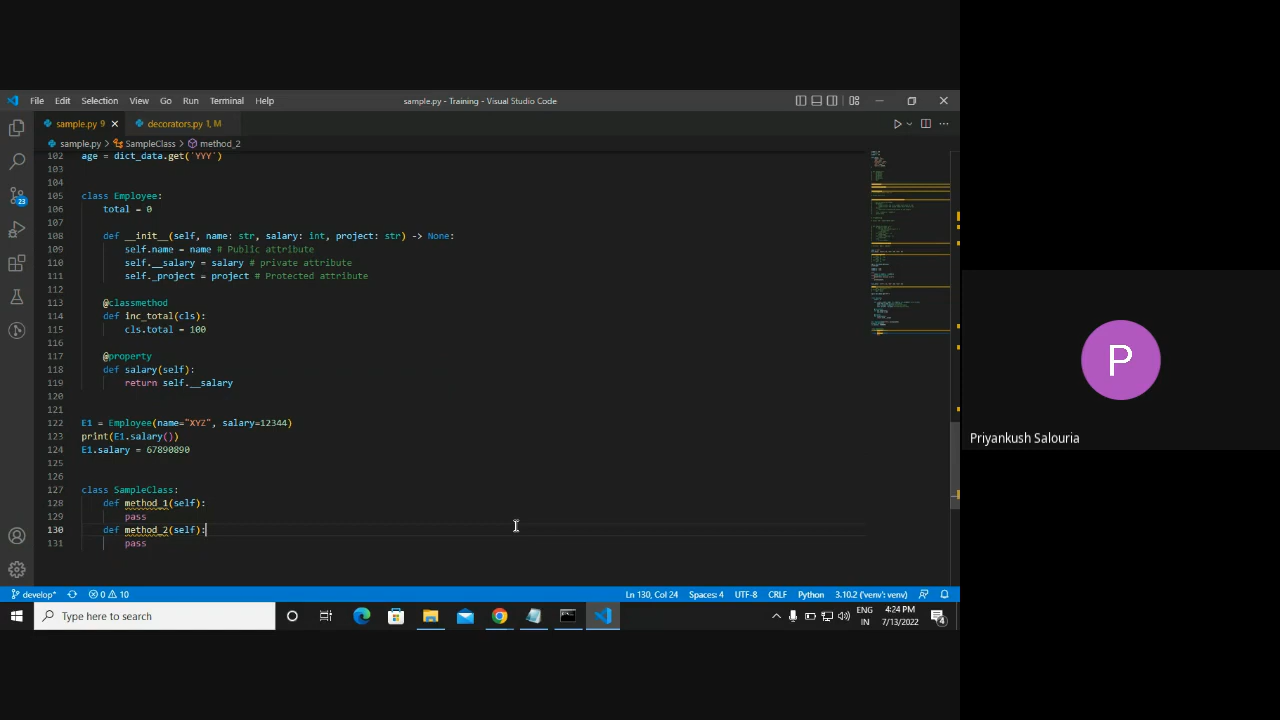 File Edit Selection View Go Run Terminal Help sample.py - Training - Visual Studio Code
sample.py 9 decorators.py 1, M
sample.py > SampleClass > method_2
102 age = dict_data.get('YYY')
103
104
105 class Employee:
106     total = 0
107
108     def __init__(self, name: str, salary: int, project: str) -> None:
109         self.name = name # Public attribute
110         self.__salary = salary # private attribute
111         self._project = project # Protected attribute
112
113     @classmethod
114     def inc_total(cls):
115         cls.total = 100
116
117     @property
118     def salary(self):
119         return self.__salary
120
121
122 E1 = Employee(name="XYZ", salary=12344)
123 print(E1.salary())
124 E1.salary = 67890890
125
126
127 class SampleClass:
128     def method_1(self):
129         pass
130     def method_2(self):
131         pass
23
develop* 0 10 Ln 130, Col 24 Spaces: 4 UTF-8 CRLF Python 3.10.2 ('venv': venv)
Type here to search
ENG
IN
4:24 PM
7/13/2022
4
P
Priyankush Salouria